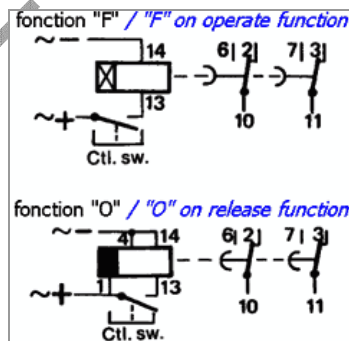 fonction "F" / "F" on operate function
~ − 14 6 2 7 3
13
~ + 10 11
Ctl. sw.
fonction "O" / "O" on release function
~ − 4 14 6 2 7 3
1 13
~ + 10 11
Ctl. sw.